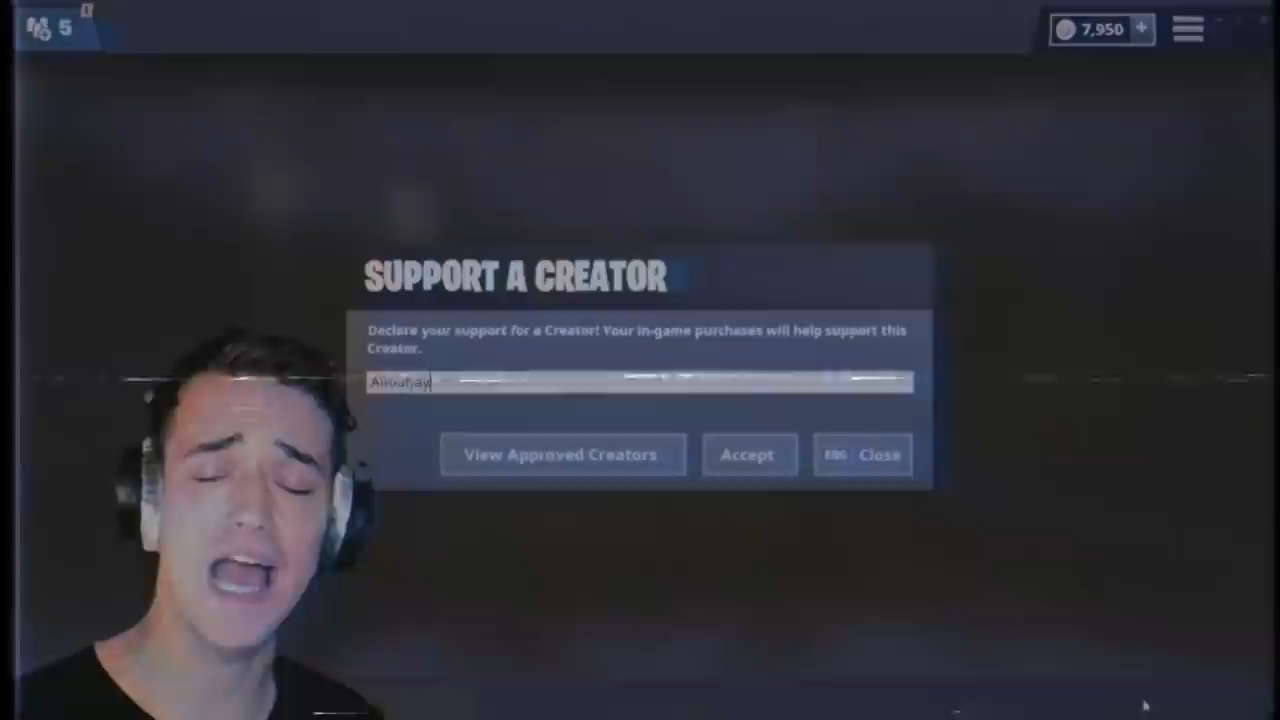 5
7,950 +
SUPPORT A CREATOR
Declare your support for a Creator! Your in-game purchases will help support this
Creator.
View Approved Creators
Accept
ESC Close